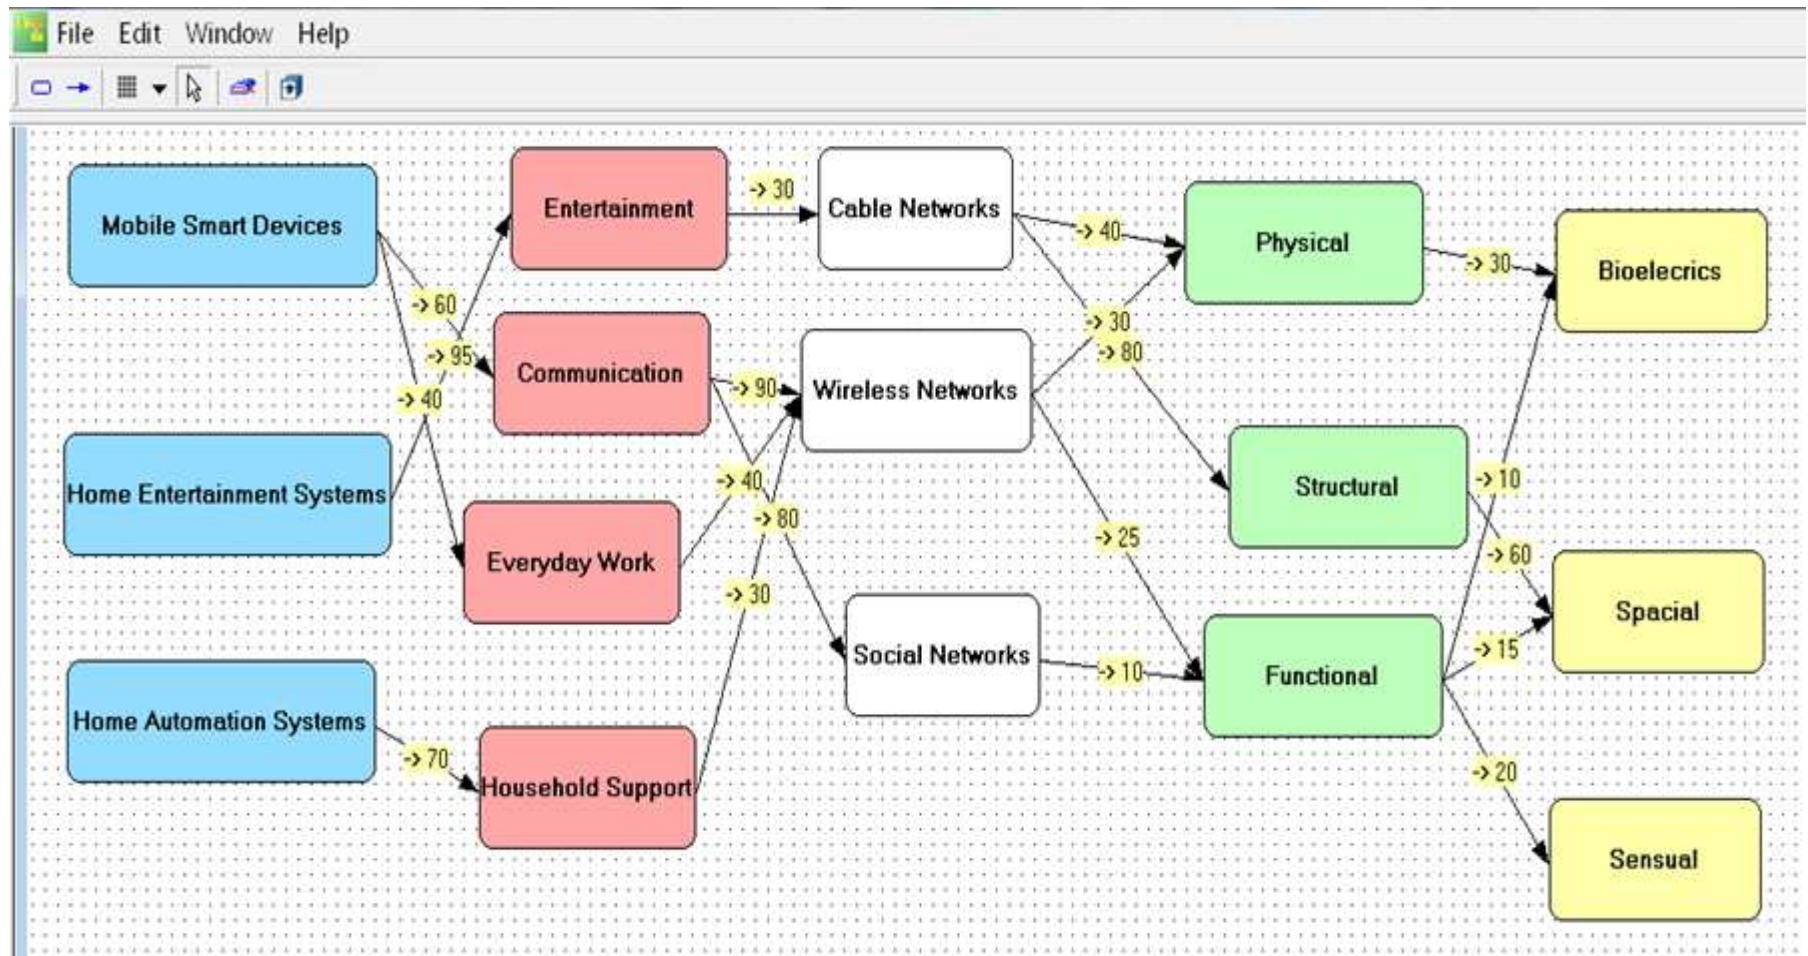 File Edit Window Help
Mobile Smart Devices
Home Entertainment Systems
Home Automation Systems
-> 60
-> 95
-> 40
-> 70
Entertainment
Communication
Everyday Work
Household Support
-> 30
-> 90
-> 40
-> 80
-> 30
Cable Networks
Wireless Networks
Social Networks
-> 40
-> 30
-> 80
-> 25
-> 10
Physical
Structural
Functional
-> 30
-> 10
-> 60
-> 15
-> 20
Bioelecrics
Spacial
Sensual